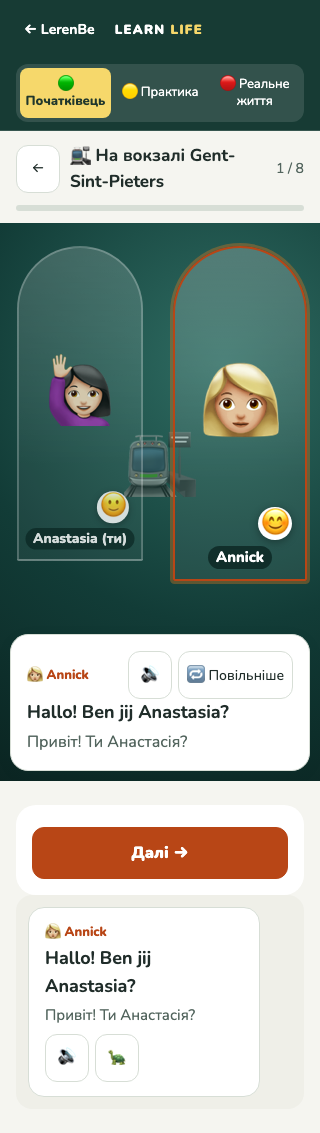 ← LerenBe LEARN LIFE
Початківець
Практика
Реальне
життя
←
На вокзалі Gent-
Sint-Pieters
1 / 8
Anastasia (ти)
Annick
Annick
Повільніше
Hallo! Ben jij Anastasia?
Привіт! Ти Анастасія?
Далі →
Annick
Hallo! Ben jij
Anastasia?
Привіт! Ти Анастасія?